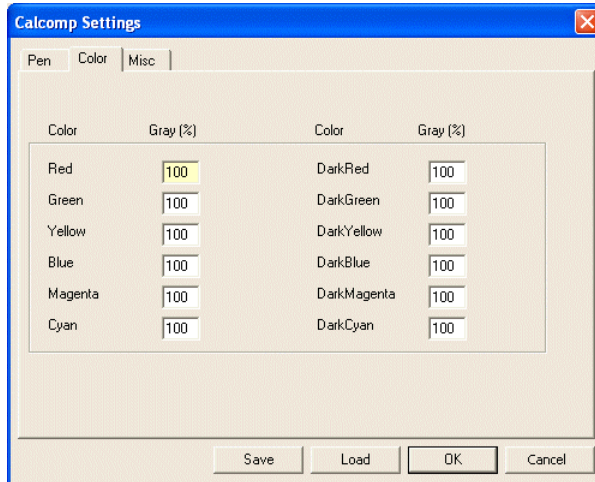 Calcomp Settings
Pen Color Misc
Color Gray (%) Color Gray (%)
Red 100 DarkRed 100
Green 100 DarkGreen 100
Yellow 100 DarkYellow 100
Blue 100 DarkBlue 100
Magenta 100 DarkMagenta 100
Cyan 100 DarkCyan 100
Save Load OK Cancel